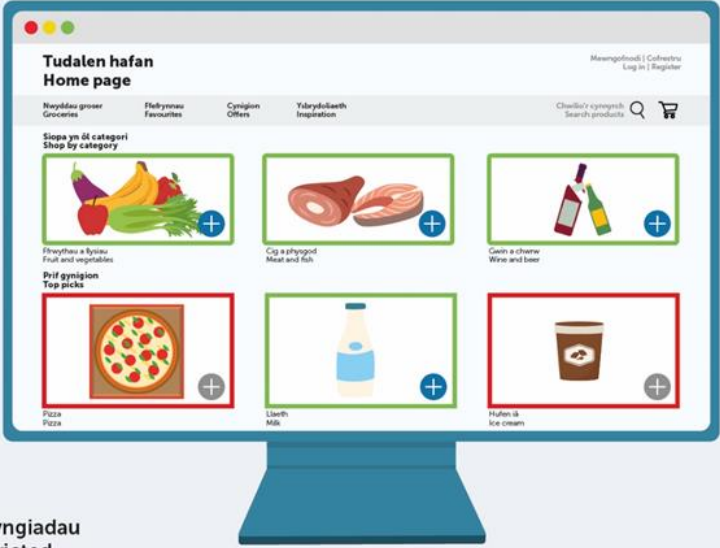 Tudalen hafan
Home page
Mewngofnodi | Cofrestru
Log in | Register
Nwyddau groser
Groceries
Ffefrynnau
Favourites
Cynigion
Offers
Ysbrydoliaeth
Inspiration
Chwilio'r cynnyrch
Search products
Siopa yn ôl categori
Shop by category
Ffrwythau a llysiau
Fruit and vegetables
Cig a physgod
Meat and fish
Gwin a chwrw
Wine and beer
Prif gynigion
Top picks
Pizza
Pizza
Llaeth
Milk
Hufen iâ
Ice cream